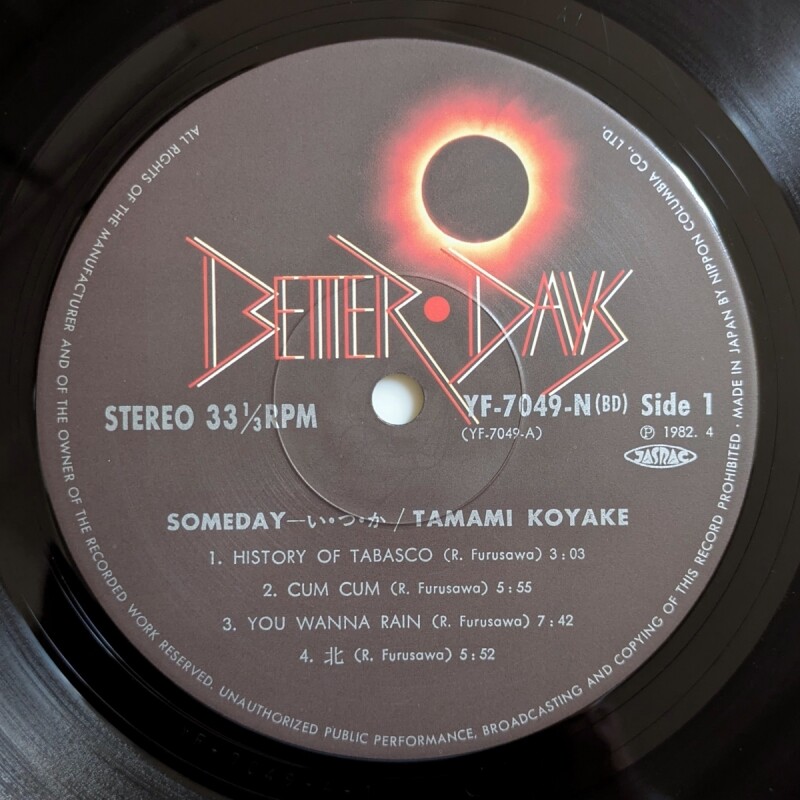 BETTER • DAYS
STEREO 33 1/3 RPM
YF-7049-N (BD) Side 1
(YF-7049-A)
Ⓟ 1982. 4
JASRAC
SOMEDAY—い・つ・か / TAMAMI KOYAKE
1. HISTORY OF TABASCO (R. Furusawa) 3:03
2. CUM CUM (R. Furusawa) 5:55
3. YOU WANNA RAIN (R. Furusawa) 7:42
4. 北 (R. Furusawa) 5:52
ALL RIGHTS OF THE MANUFACTURER AND OF THE OWNER OF THE RECORDED WORK RESERVED. UNAUTHORIZED PUBLIC PERFORMANCE, BROADCASTING AND COPYING OF THIS RECORD PROHIBITED • MADE IN JAPAN BY NIPPON COLUMBIA CO., LTD.